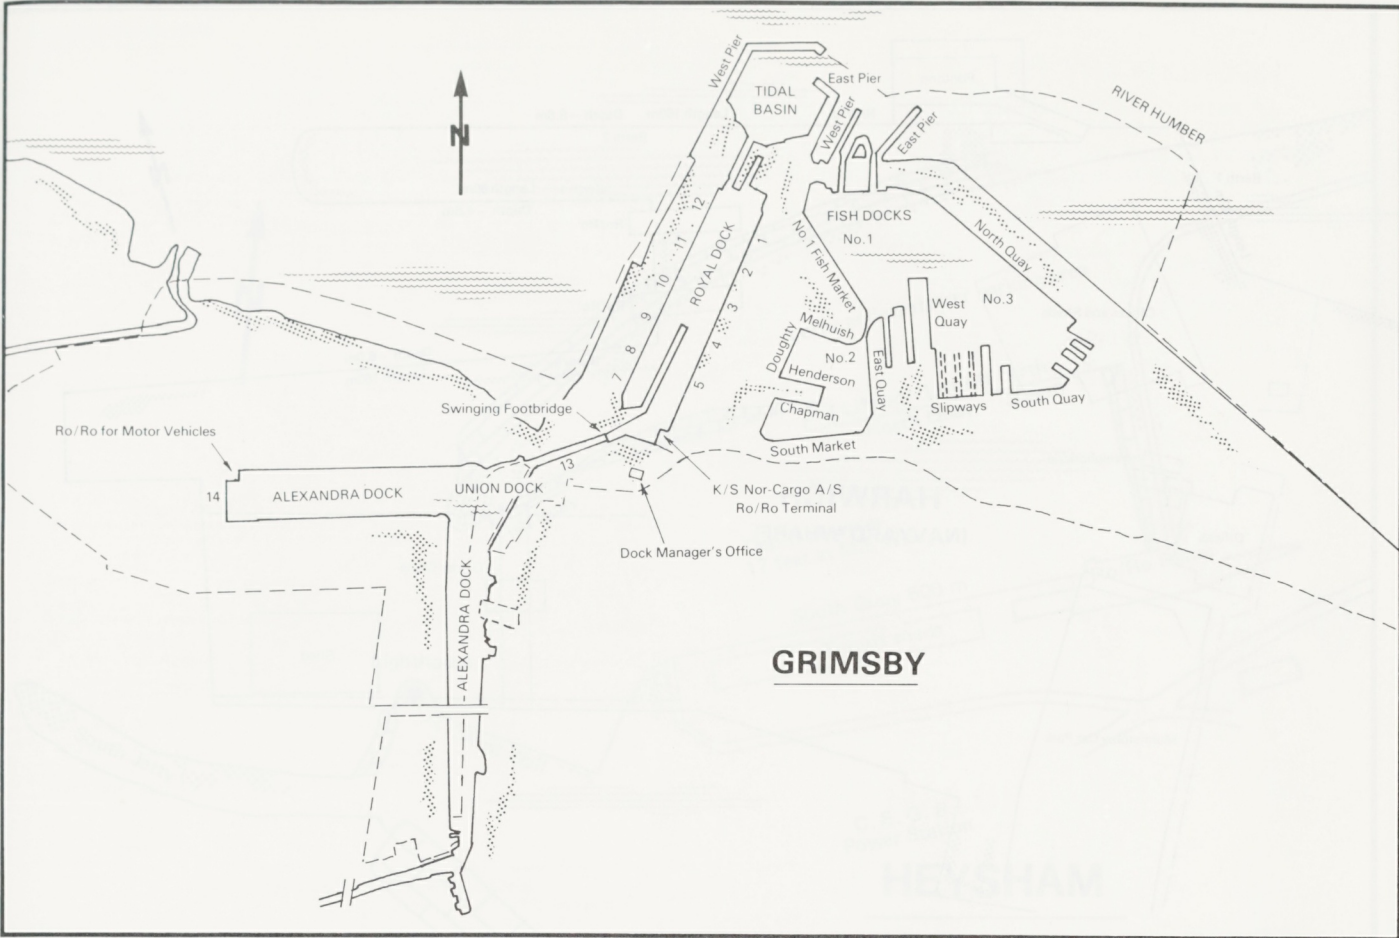 West Pier
TIDAL
BASIN
East Pier
West Pier
East Pier
RIVER HUMBER
N
FISH DOCKS
No.1
North Quay
No.1 Fish Market
12
11
10
9
8
7
ROYAL DOCK
1
2
3
4
5
West
Quay
No.3
Melhuish
Doughty
No.2
Henderson
East Quay
Chapman
Slipways
South Quay
South Market
Swinging Footbridge
Ro/Ro for Motor Vehicles
14
ALEXANDRA DOCK
UNION DOCK
13
K/S Nor-Cargo A/S
Ro/Ro Terminal
Dock Manager's Office
ALEXANDRA DOCK
GRIMSBY
HEYSHAM